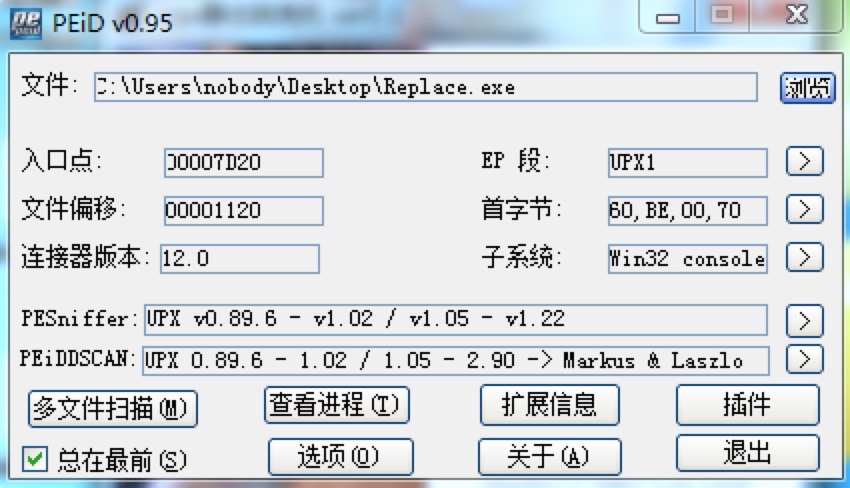 PEiD v0.95
文件: C:\Users\nobody\Desktop\Replace.exe 浏览
入口点: 00007D20 EP 段: UPX1 >
文件偏移: 00001120 首字节: 60,BE,00,70 >
连接器版本: 12.0 子系统: Win32 console >
PESniffer: UPX v0.89.6 - v1.02 / v1.05 - v1.22 >
PEiDDSCAN: UPX 0.89.6 - 1.02 / 1.05 - 2.90 -> Markus & Laszlo >
多文件扫描(M) 查看进程(T) 扩展信息 插件
总在最前(S) 选项(O) 关于(A) 退出